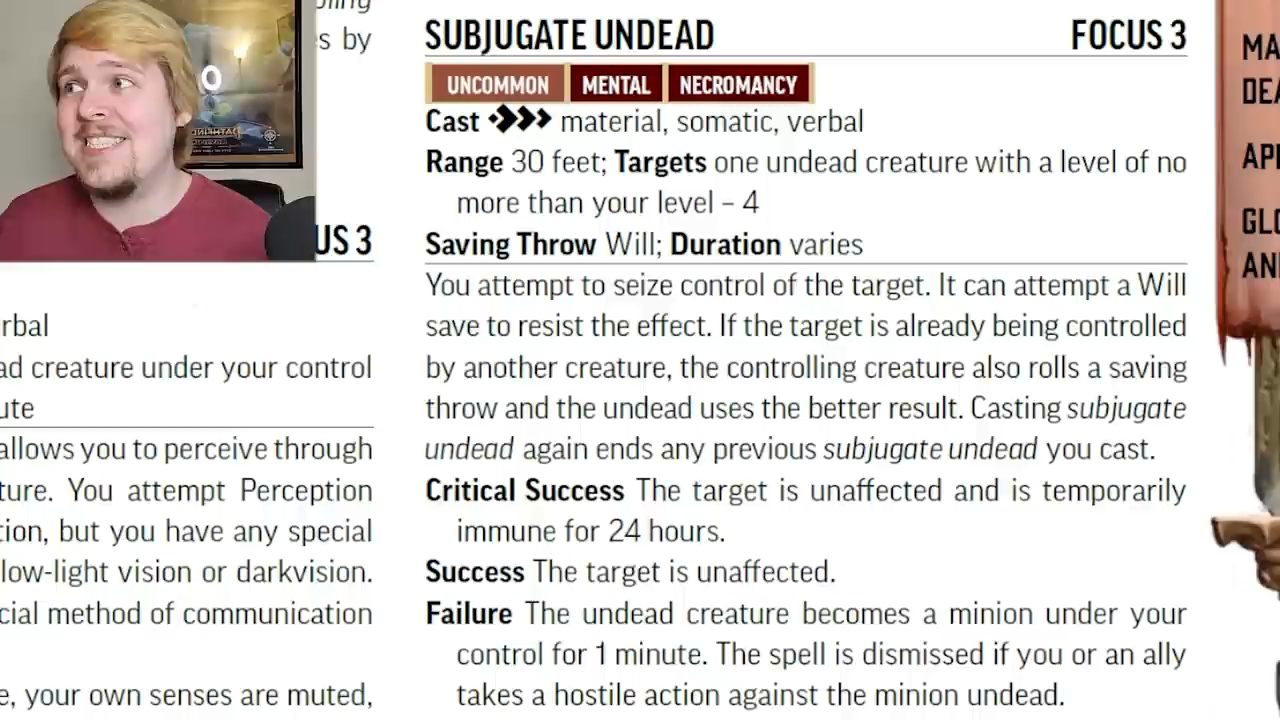 s by
US 3
rbal
ad creature under your control
ute
allows you to perceive through
ture. You attempt Perception
tion, but you have any special
low-light vision or darkvision.
cial method of communication
e, your own senses are muted,
SUBJUGATE UNDEAD FOCUS 3
UNCOMMON MENTAL NECROMANCY
Cast material, somatic, verbal
Range 30 feet; Targets one undead creature with a level of no
more than your level – 4
Saving Throw Will; Duration varies
You attempt to seize control of the target. It can attempt a Will
save to resist the effect. If the target is already being controlled
by another creature, the controlling creature also rolls a saving
throw and the undead uses the better result. Casting subjugate
undead again ends any previous subjugate undead you cast.
Critical Success The target is unaffected and is temporarily
immune for 24 hours.
Success The target is unaffected.
Failure The undead creature becomes a minion under your
control for 1 minute. The spell is dismissed if you or an ally
takes a hostile action against the minion undead.
MA
DEA
AP
GLO
AN